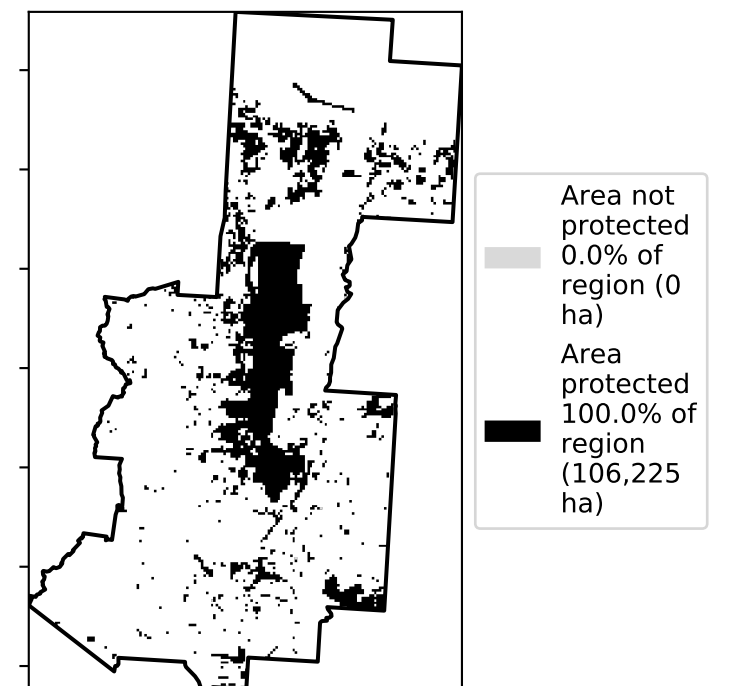 Area not
protected
0.0% of
region (0
ha)
Area
protected
100.0% of
region
(106,225
ha)